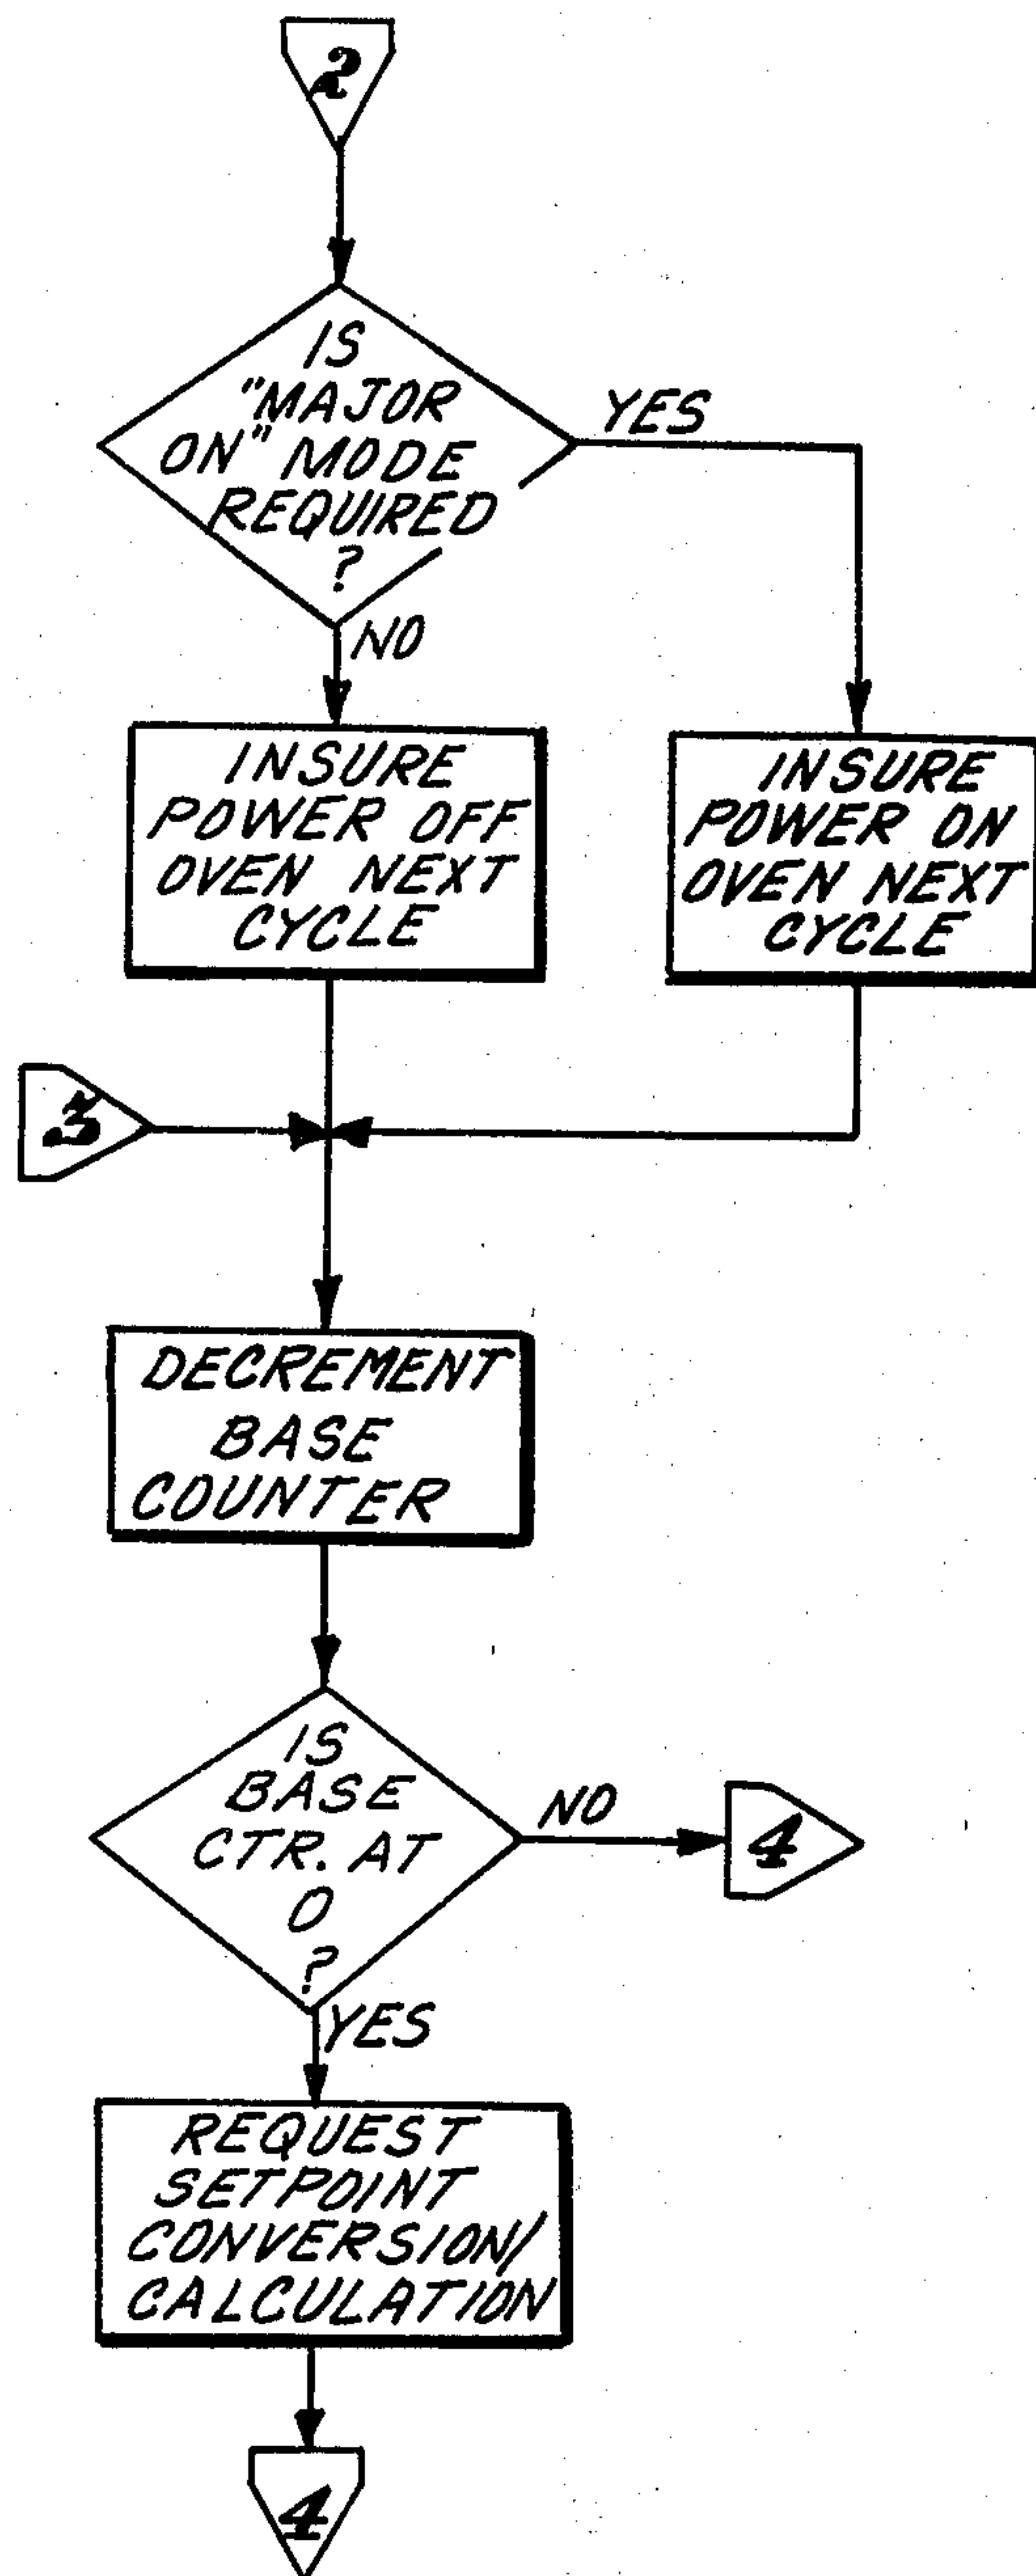 2
IS
"MAJOR
ON" MODE
REQUIRED
?
YES
NO
INSURE
POWER OFF
OVEN NEXT
CYCLE
INSURE
POWER ON
OVEN NEXT
CYCLE
3
DECREMENT
BASE
COUNTER
IS
BASE
CTR. AT
0
?
NO
4
YES
REQUEST
SETPOINT
CONVERSION/
CALCULATION
4